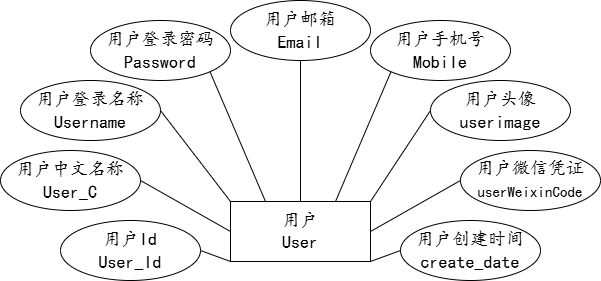 用户邮箱
Email
用户登录密码
Password
用户手机号
Mobile
用户登录名称
Username
用户头像
userimage
用户中文名称
User_C
用户微信凭证
userWeixinCode
用户
User
用户Id
User_Id
用户创建时间
create_date